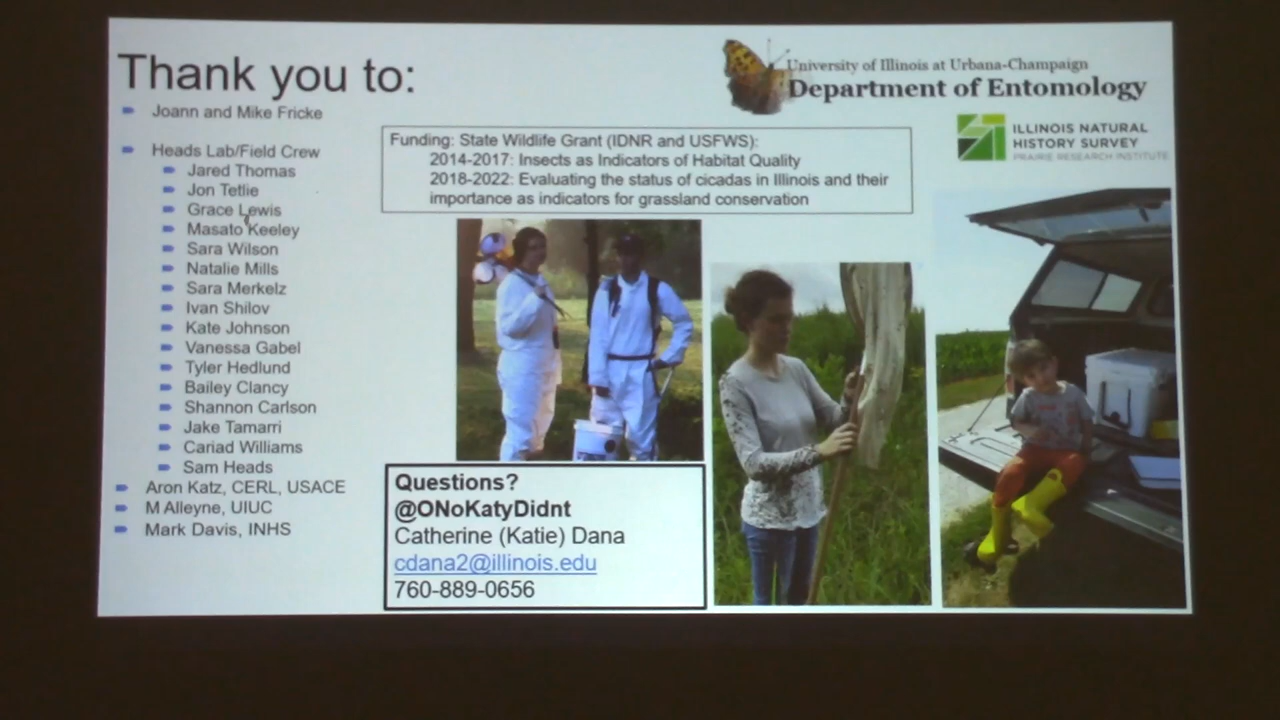 Thank you to:
Joann and Mike Fricke
Heads Lab/Field Crew
Jared Thomas
Jon Tetlie
Grace Lewis
Masato Keeley
Sara Wilson
Natalie Mills
Sara Merkelz
Ivan Shilov
Kate Johnson
Vanessa Gabel
Tyler Hedlund
Bailey Clancy
Shannon Carlson
Jake Tamarri
Cariad Williams
Sam Heads
Aron Katz, CERL, USACE
M Alleyne, UIUC
Mark Davis, INHS
University of Illinois at Urbana-Champaign
Department of Entomology
ILLINOIS NATURAL
HISTORY SURVEY
PRAIRIE RESEARCH INSTITUTE
Funding: State Wildlife Grant (IDNR and USFWS):
2014-2017: Insects as Indicators of Habitat Quality
2018-2022: Evaluating the status of cicadas in Illinois and their
importance as indicators for grassland conservation
Questions?
@ONoKatyDidnt
Catherine (Katie) Dana
cdana2@illinois.edu
760-889-0656